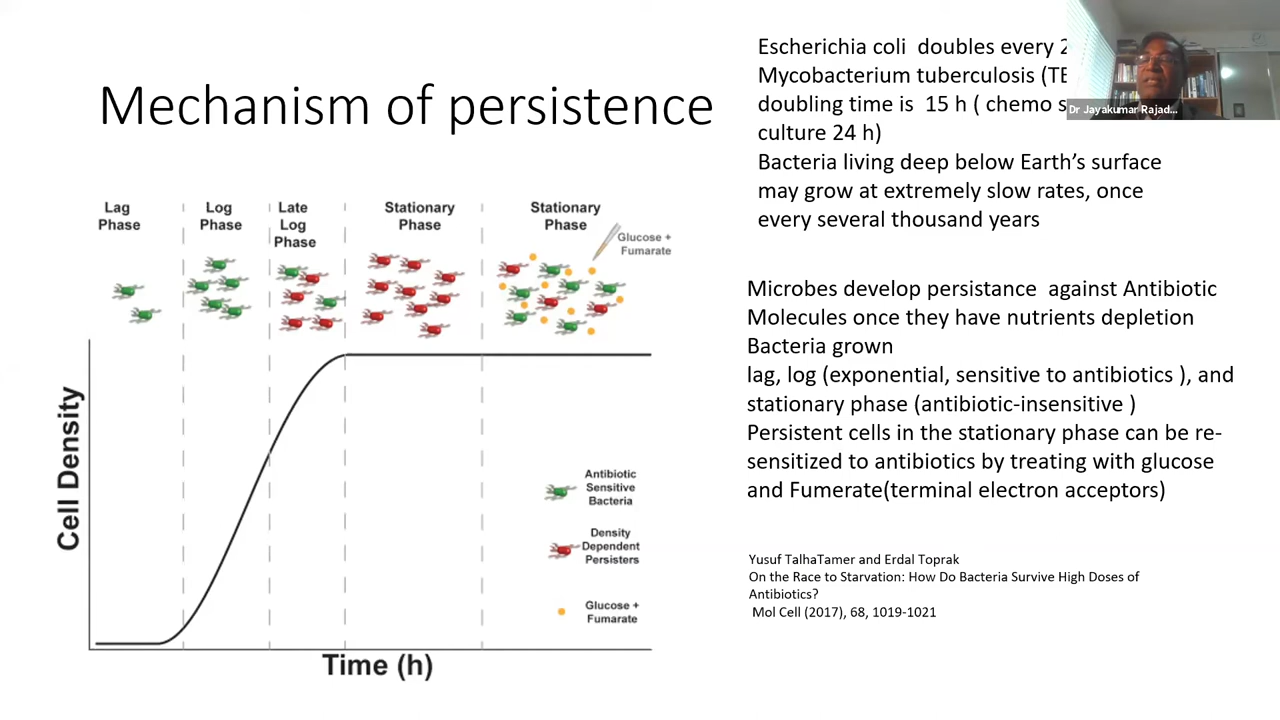 Mechanism of persistence
Escherichia coli doubles every
Mycobacterium tuberculosis
doubling time is 15 h ( chemo
culture 24 h)
Bacteria living deep below Earth's surface
may grow at extremely slow rates, once
every several thousand years
Dr Jayakumar Rajad...
Lag
Phase
Log
Phase
Late
Log
Phase
Stationary
Phase
Stationary
Phase
Glucose +
Fumarate
Cell Density
Antibiotic
Sensitive
Bacteria
Density
Dependent
Persisters
Glucose +
Fumarate
Time (h)
Microbes develop persistance against Antibiotic
Molecules once they have nutrients depletion
Bacteria grown
lag, log (exponential, sensitive to antibiotics ), and
stationary phase (antibiotic-insensitive )
Persistent cells in the stationary phase can be re-
sensitized to antibiotics by treating with glucose
and Fumerate(terminal electron acceptors)
Yusuf TalhaTamer and Erdal Toprak
On the Race to Starvation: How Do Bacteria Survive High Doses of
Antibiotics?
Mol Cell (2017), 68, 1019-1021